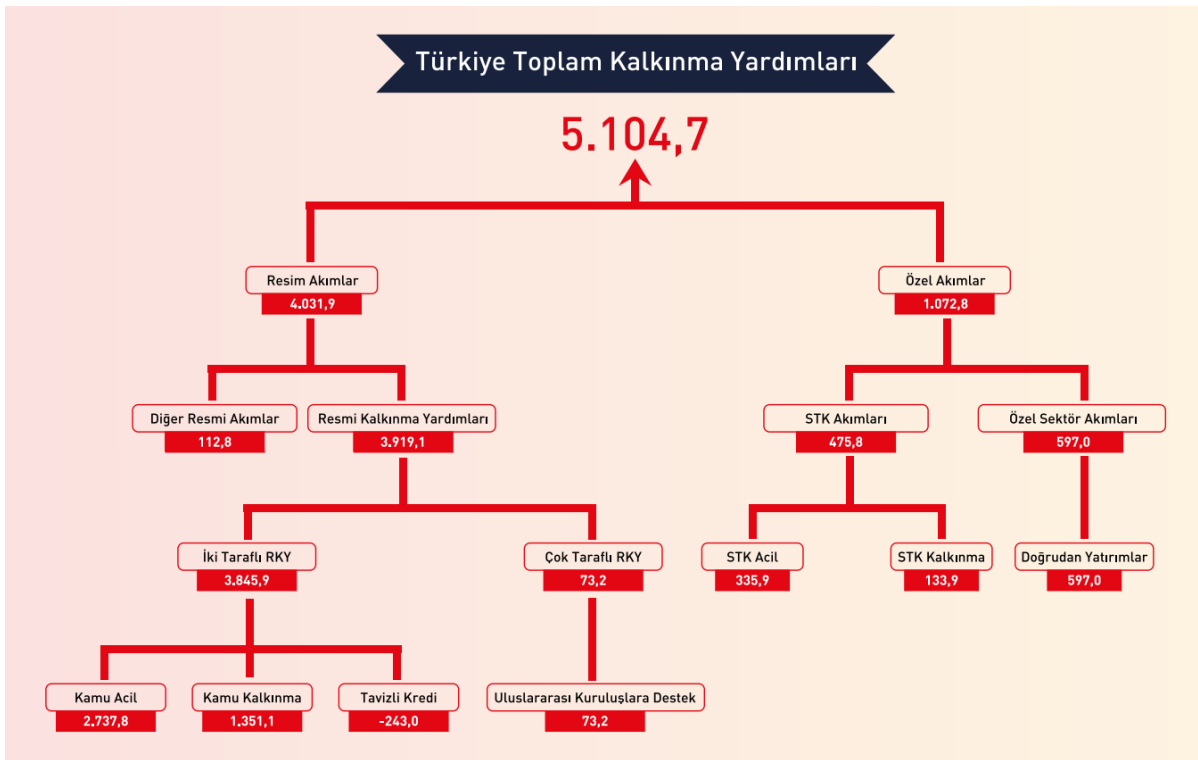 Türkiye Toplam Kalkınma Yardımları
5.104,7
Resim Akımlar
4.031,9
Özel Akımlar
1.072,8
Diğer Resmi Akımlar
112,8
Resmi Kalkınma Yardımları
3.919,1
STK Akımları
475,8
Özel Sektör Akımları
597,0
İki Taraflı RKY
3.845,9
Çok Taraflı RKY
73,2
STK Acil
335,9
STK Kalkınma
133,9
Doğrudan Yatırımlar
597,0
Kamu Acil
2.737,8
Kamu Kalkınma
1.351,1
Tavizli Kredi
-243,0
Uluslararası Kuruluşlara Destek
73,2